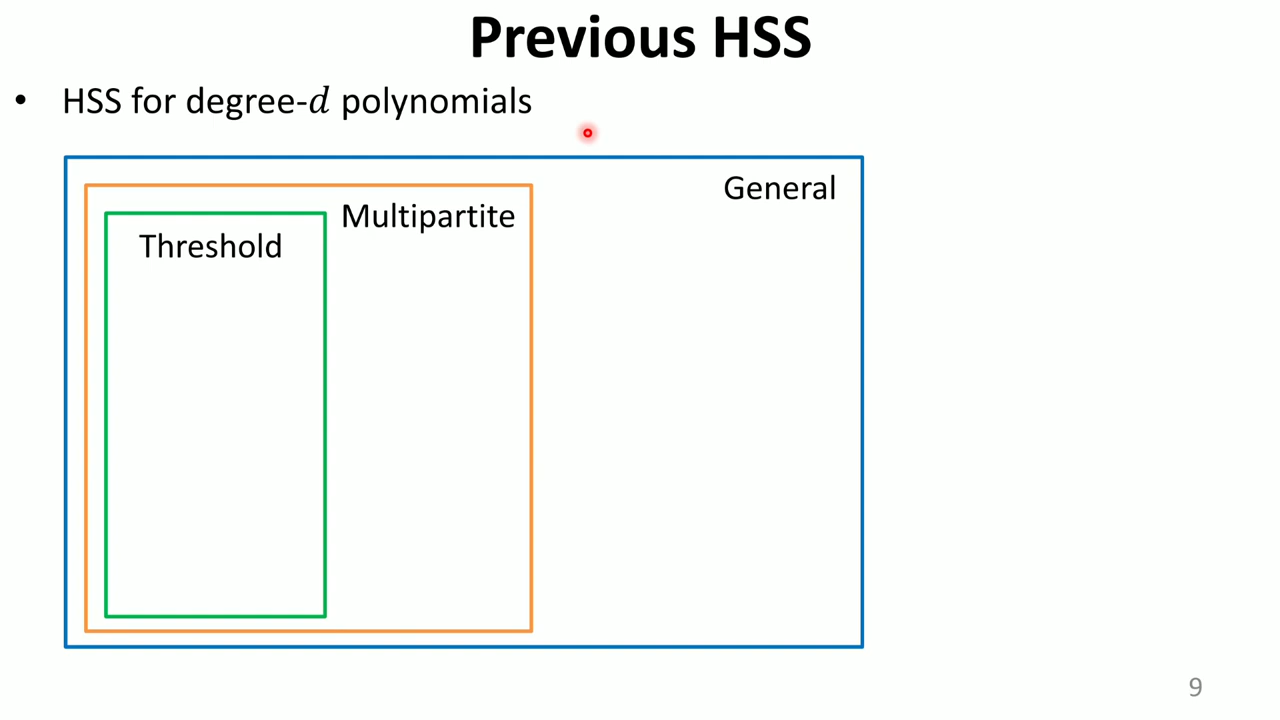 Previous HSS
• HSS for degree-d polynomials
General
Multipartite
Threshold
9